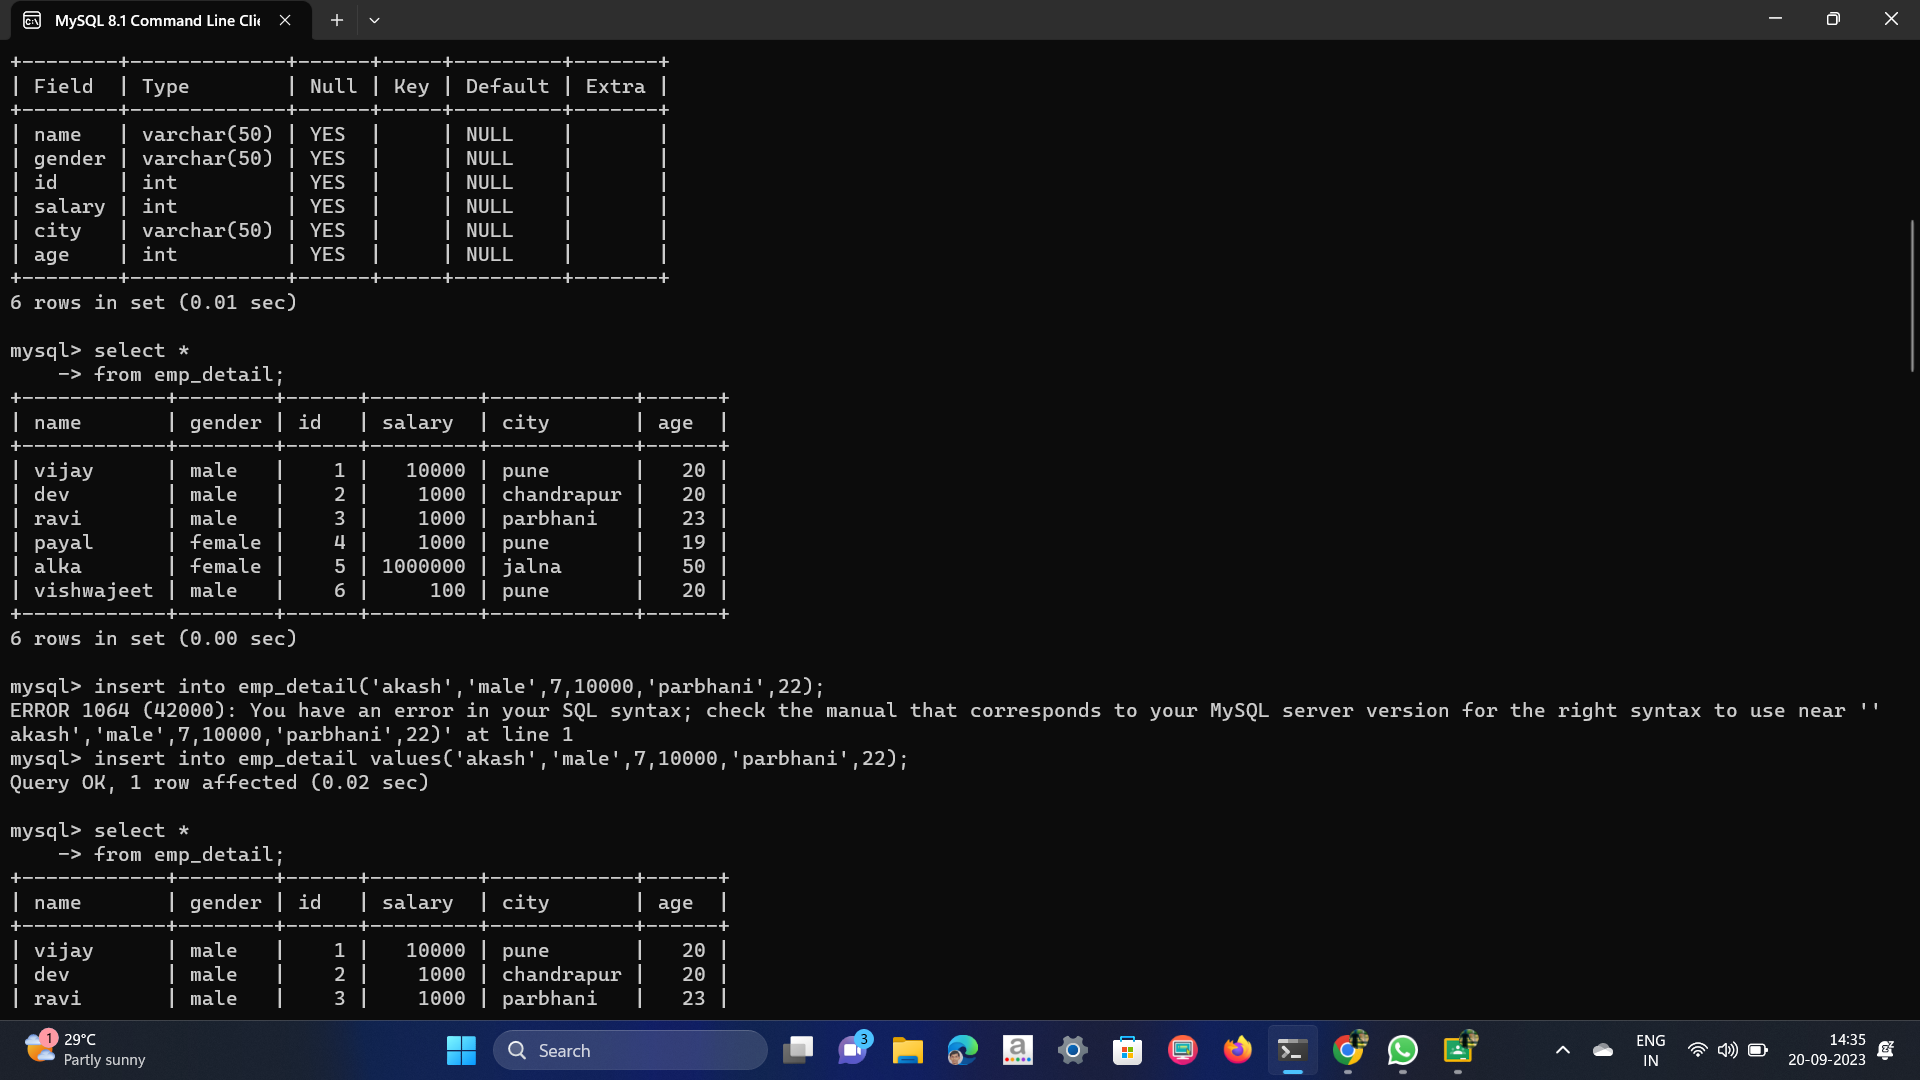 MySQL 8.1 Command Line Clie
+--------+-------------+------+-----+---------+-------+
| Field  | Type        | Null | Key | Default | Extra |
+--------+-------------+------+-----+---------+-------+
| name   | varchar(50) | YES  |     | NULL    |       |
| gender | varchar(50) | YES  |     | NULL    |       |
| id     | int         | YES  |     | NULL    |       |
| salary | int         | YES  |     | NULL    |       |
| city   | varchar(50) | YES  |     | NULL    |       |
| age    | int         | YES  |     | NULL    |       |
+--------+-------------+------+-----+---------+-------+
6 rows in set (0.01 sec)
mysql> select *
    -> from emp_detail;
+------------+--------+------+---------+------------+------+
| name       | gender | id   | salary  | city       | age  |
+------------+--------+------+---------+------------+------+
| vijay      | male   |    1 |   10000 | pune       |   20 |
| dev        | male   |    2 |    1000 | chandrapur |   20 |
| ravi       | male   |    3 |    1000 | parbhani   |   23 |
| payal      | female |    4 |    1000 | pune       |   19 |
| alka       | female |    5 | 1000000 | jalna      |   50 |
| vishwajeet | male   |    6 |     100 | pune       |   20 |
+------------+--------+------+---------+------------+------+
6 rows in set (0.00 sec)
mysql> insert into emp_detail('akash','male',7,10000,'parbhani',22);
ERROR 1064 (42000): You have an error in your SQL syntax; check the manual that corresponds to your MySQL server version for the right syntax to use near ''
akash','male',7,10000,'parbhani',22)' at line 1
mysql> insert into emp_detail values('akash','male',7,10000,'parbhani',22);
Query OK, 1 row affected (0.02 sec)
mysql> select *
    -> from emp_detail;
+------------+--------+------+---------+------------+------+
| name       | gender | id   | salary  | city       | age  |
+------------+--------+------+---------+------------+------+
| vijay      | male   |    1 |   10000 | pune       |   20 |
| dev        | male   |    2 |    1000 | chandrapur |   20 |
| ravi       | male   |    3 |    1000 | parbhani   |   23 |
1
29°C
Partly sunny
Search
3
a
ENG
IN
14:35
20-09-2023